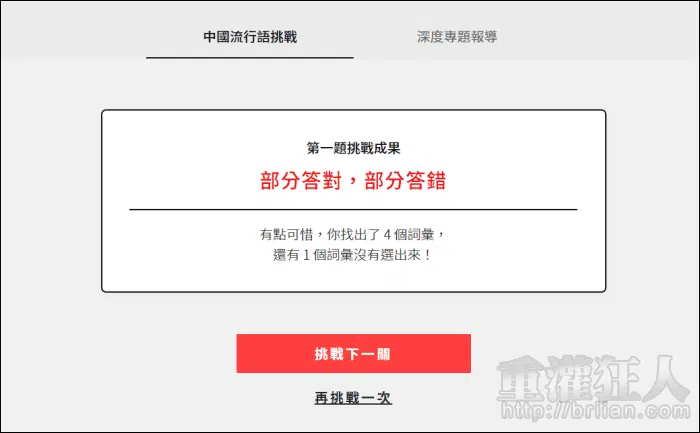 中國流行語挑戰
深度專題報導
第一題挑戰成果
部分答對，部分答錯
有點可惜，你找出了 4 個詞彙，
還有 1 個詞彙沒有選出來！
挑戰下一關
再挑戰一次
重灌狂人
http://briian.com